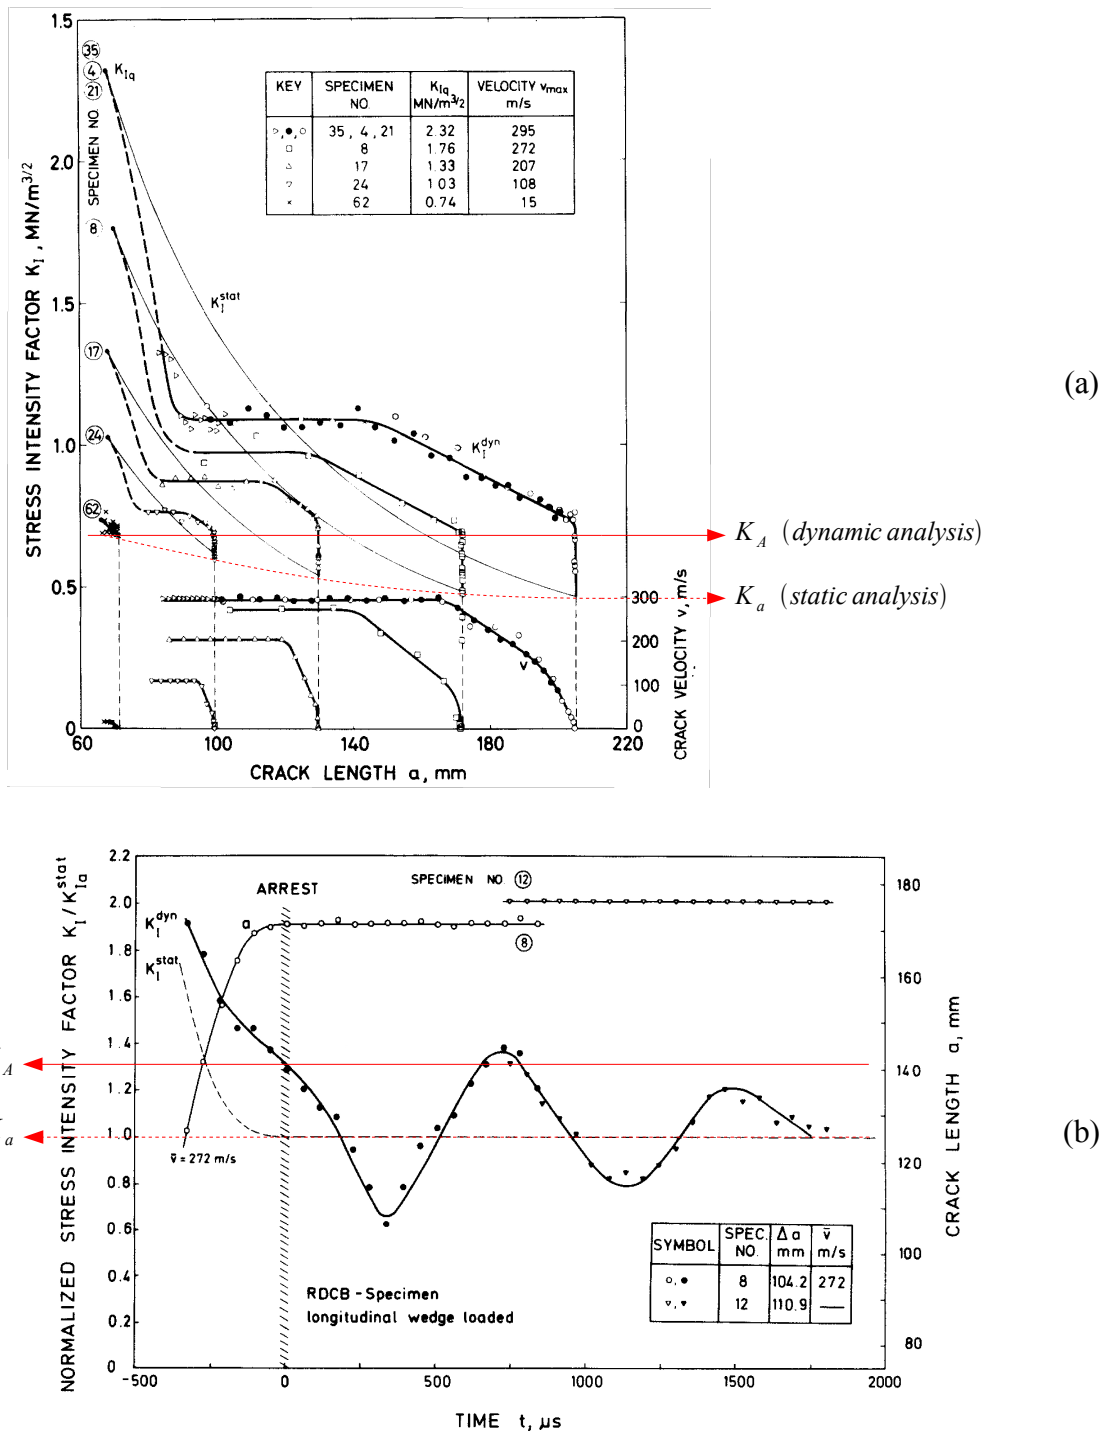 1.5
2.0
1.5
1.0
0.5
0
STRESS INTENSITY FACTOR K_I , MN/m^3/2
SPECIMEN NO.
35
4
21
8
17
24
62
K_Iq
K_I^stat
K_I^dyn
KEY SPECIMEN NO. K_Iq MN/m^3/2 VELOCITY v_max m/s
▷,●,○ 35 , 4 , 21 2.32 295
□ 8 1.76 272
△ 17 1.33 207
▽ 24 1 03 108
× 62 0.74 15
K_A (dynamic analysis)
K_a (static analysis)
(a)
300
200
100
0
CRACK VELOCITY v, m/s
v
60 100 140 180 220
CRACK LENGTH a, mm
NORMALIZED STRESS INTENSITY FACTOR K_I / K_Ia^stat
2.2
2.0
1.8
1.6
1.4
1.2
1.0
0.8
0.6
0.4
0.2
0
ARREST
SPECIMEN NO. 12
8
K_I^dyn
a
K_I^stat
v̄ = 272 m/s
A
a
RDCB - Specimen
longitudinal wedge loaded
SYMBOL SPEC. NO. Δ a mm v̄ m/s
○,● 8 104.2 272
▽,▼ 12 110.9 —
180
160
140
120
100
80
CRACK LENGTH a, mm
(b)
-500 0 500 1000 1500 2000
TIME t, µs